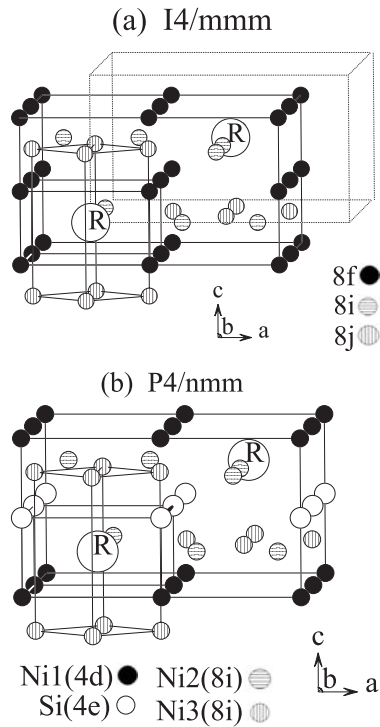 (a) I4/mmm
R
R
8f
8i
8j
c
b
a
(b) P4/nmm
R
R
c
b
a
Ni1(4d)
Ni2(8i)
Si(4e)
Ni3(8i)